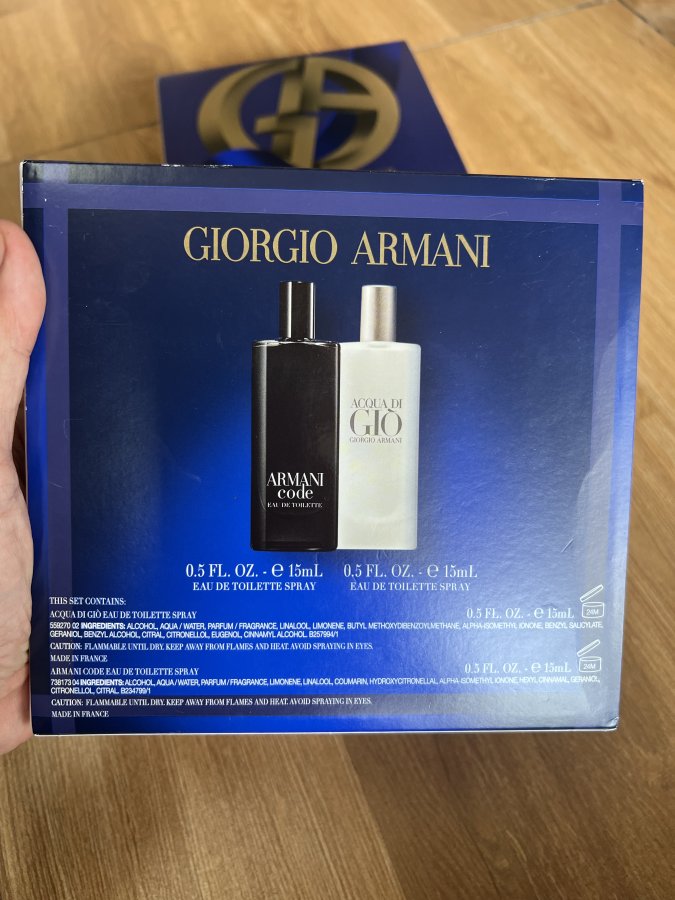 GIORGIO ARMANI
ACQUA DI
GIÒ
GIORGIO ARMANI
ARMANI
code
EAU DE TOILETTE
0.5 FL. OZ. - ℮ 15mL
EAU DE TOILETTE SPRAY
0.5 FL. OZ. - ℮ 15mL
EAU DE TOILETTE SPRAY
THIS SET CONTAINS:
ACQUA DI GIÒ EAU DE TOILETTE SPRAY 0.5 FL. OZ. - ℮ 15mL 24M
559270 02 INGREDIENTS: ALCOHOL, AQUA / WATER, PARFUM / FRAGRANCE, LINALOOL, LIMONENE, BUTYL METHOXYDIBENZOYLMETHANE, ALPHA-ISOMETHYL IONONE, BENZYL SALICYLATE,
GERANIOL, BENZYL ALCOHOL, CITRAL, CITRONELLOL, EUGENOL, CINNAMYL ALCOHOL. B257994/1
CAUTION: FLAMMABLE UNTIL DRY. KEEP AWAY FROM FLAMES AND HEAT. AVOID SPRAYING IN EYES.
MADE IN FRANCE
ARMANI CODE EAU DE TOILETTE SPRAY 0.5 FL. OZ. - ℮ 15mL 24M
738173 04 INGREDIENTS: ALCOHOL, AQUA / WATER, PARFUM / FRAGRANCE, LIMONENE, LINALOOL, COUMARIN, HYDROXYCITRONELLAL, ALPHA-ISOMETHYL IONONE, HEXYL CINNAMAL, GERANIOL,
CITRONELLOL, CITRAL. B234799/1
CAUTION: FLAMMABLE UNTIL DRY. KEEP AWAY FROM FLAMES AND HEAT. AVOID SPRAYING IN EYES.
MADE IN FRANCE